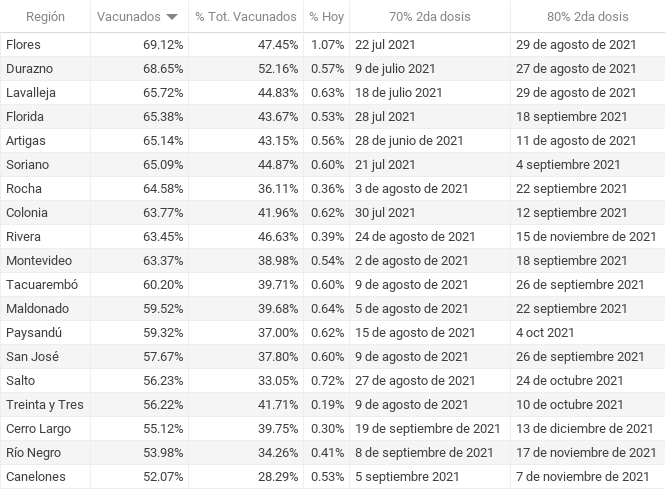 Región Vacunados % Tot. Vacunados % Hoy 70% 2da dosis 80% 2da dosis
Flores 69.12% 47.45% 1.07% 22 jul 2021 29 de agosto de 2021
Durazno 68.65% 52.16% 0.57% 9 de julio 2021 27 de agosto de 2021
Lavalleja 65.72% 44.83% 0.63% 18 de julio 2021 29 de agosto de 2021
Florida 65.38% 43.67% 0.53% 28 jul 2021 18 septiembre 2021
Artigas 65.14% 43.15% 0.56% 28 de junio de 2021 11 de agosto de 2021
Soriano 65.09% 44.87% 0.60% 21 jul 2021 4 septiembre 2021
Rocha 64.58% 36.11% 0.36% 3 de agosto de 2021 22 septiembre 2021
Colonia 63.77% 41.96% 0.62% 30 jul 2021 12 septiembre 2021
Rivera 63.45% 46.63% 0.39% 24 de agosto de 2021 15 de noviembre de 2021
Montevideo 63.37% 38.98% 0.54% 2 de agosto de 2021 18 septiembre 2021
Tacuarembó 60.20% 39.71% 0.60% 9 de agosto de 2021 26 de septiembre 2021
Maldonado 59.52% 39.68% 0.64% 5 de agosto de 2021 22 septiembre 2021
Paysandú 59.32% 37.00% 0.62% 15 de agosto de 2021 4 oct 2021
San José 57.67% 37.80% 0.60% 9 de agosto de 2021 26 de septiembre 2021
Salto 56.23% 33.05% 0.72% 27 de agosto de 2021 24 de octubre 2021
Treinta y Tres 56.22% 41.71% 0.19% 9 de agosto de 2021 10 de octubre 2021
Cerro Largo 55.12% 39.75% 0.30% 19 de septiembre de 2021 13 de diciembre de 2021
Río Negro 53.98% 34.26% 0.41% 8 de septiembre de 2021 17 de noviembre de 2021
Canelones 52.07% 28.29% 0.53% 5 septiembre 2021 7 de noviembre de 2021